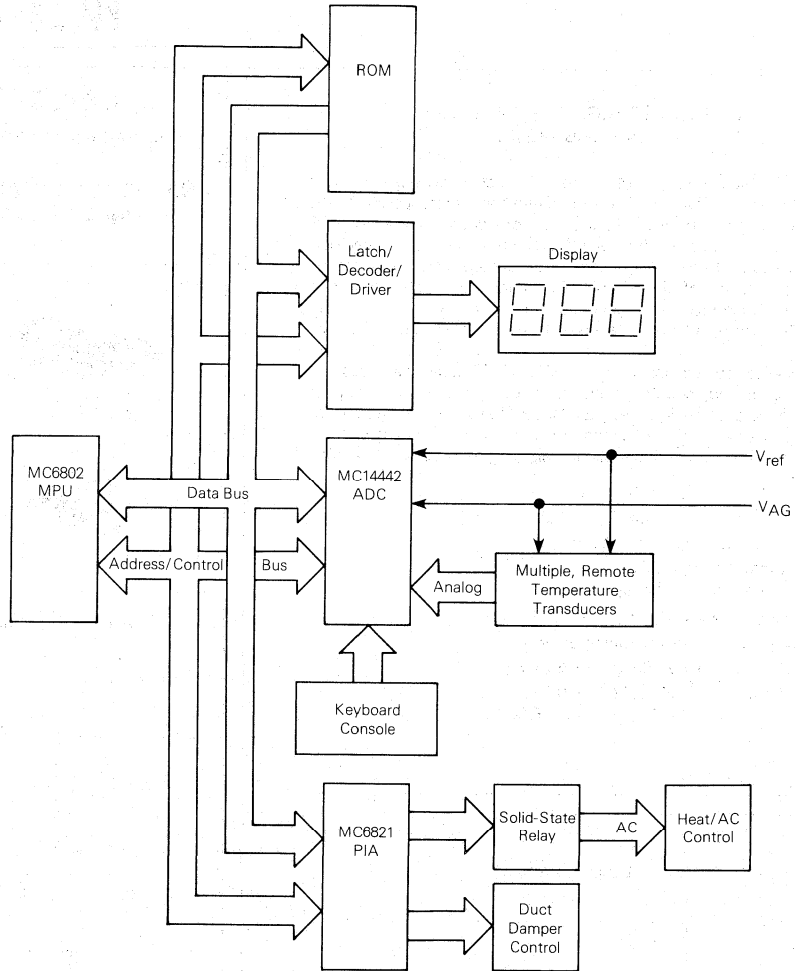 ROM
Latch/
Decoder/
Driver
Display
MC6802
MPU
Data Bus
MC14442
ADC
Vref
VAG
Address/Control Bus
Analog
Multiple, Remote
Temperature
Transducers
Keyboard
Console
MC6821
PIA
Solid-State
Relay
AC
Heat/AC
Control
Duct
Damper
Control